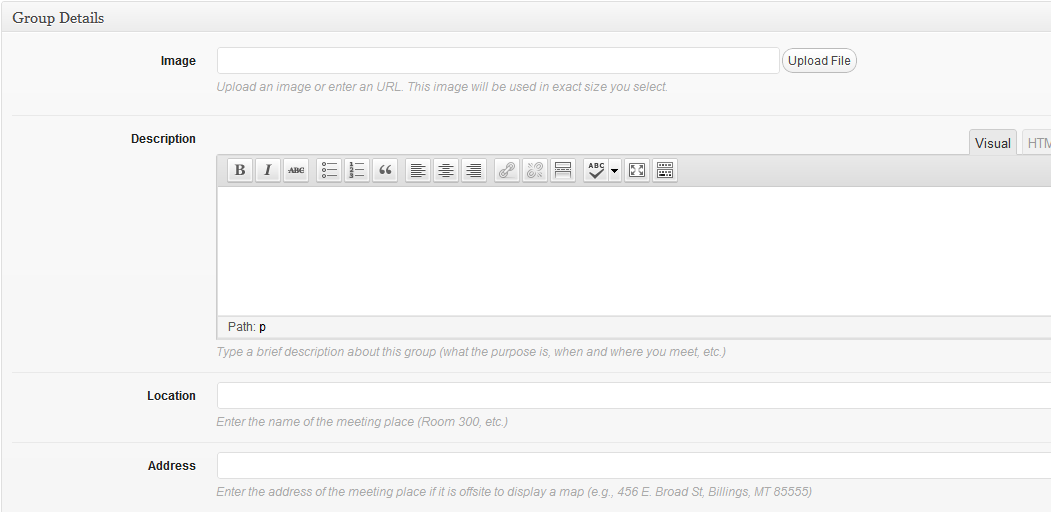 Group Details
Image
Upload File
Upload an image or enter an URL. This image will be used in exact size you select.
Description
Visual
HTM
B I ABC 1 2 3 “ ABC
Path: p
Type a brief description about this group (what the purpose is, when and where you meet, etc.)
Location
Enter the name of the meeting place (Room 300, etc.)
Address
Enter the address of the meeting place if it is offsite to display a map (e.g., 456 E. Broad St, Billings, MT 85555)